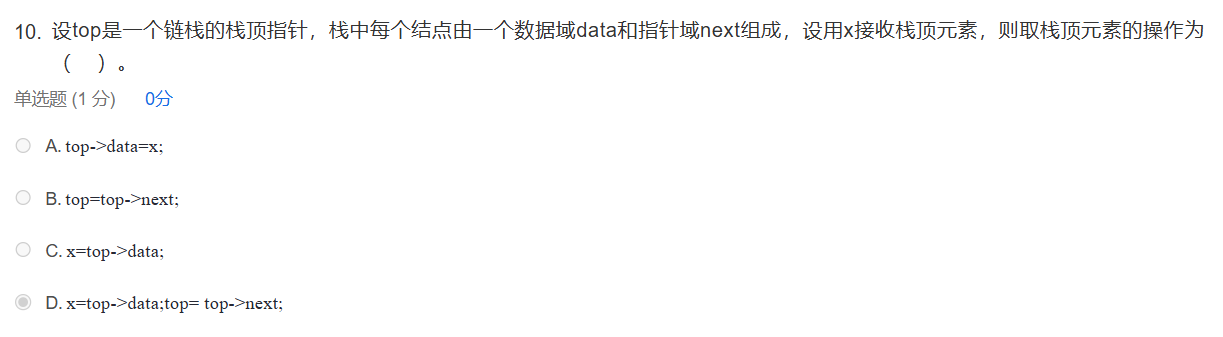 10. 设top是一个链栈的栈顶指针，栈中每个结点由一个数据域data和指针域next组成，设用x接收栈顶元素，则取栈顶元素的操作为
（ ）。
单选题 (1 分) 0分
A. top->data=x;
B. top=top->next;
C. x=top->data;
D. x=top->data;top= top->next;